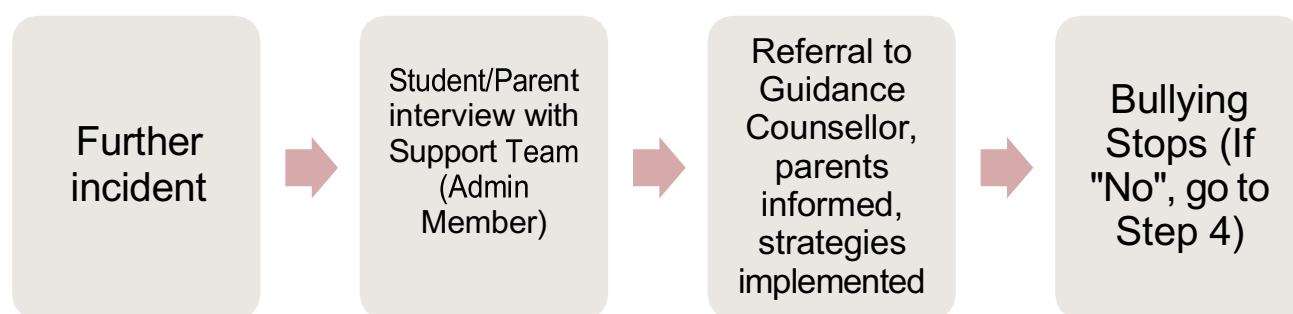 Further
incident
Student/Parent
interview with
Support Team
(Admin
Member)
Referral to
Guidance
Counsellor,
parents
informed,
strategies
implemented
Bullying
Stops (If
"No", go to
Step 4)